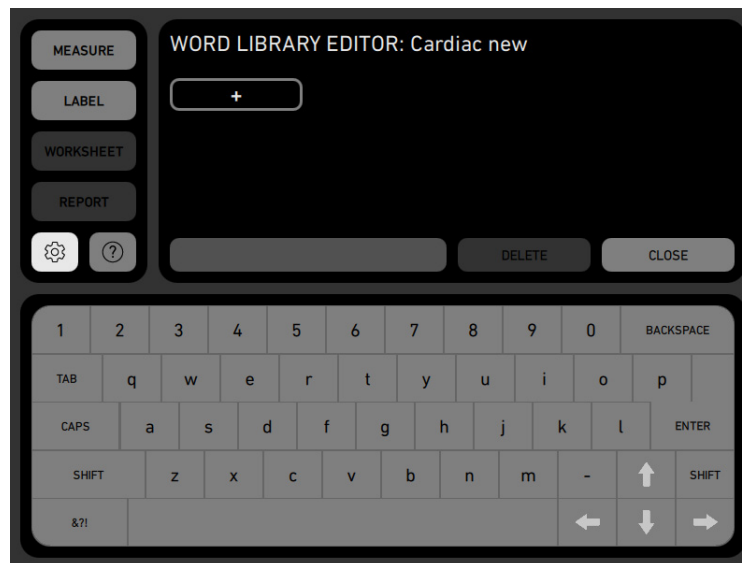 MEASURE
LABEL
WORKSHEET
REPORT
?
WORD LIBRARY EDITOR: Cardiac new
+
DELETE CLOSE
1 2 3 4 5 6 7 8 9 0 BACKSPACE
TAB q w e r t y u i o p
CAPS a s d f g h j k l ENTER
SHIFT z x c v b n m - SHIFT
&?!